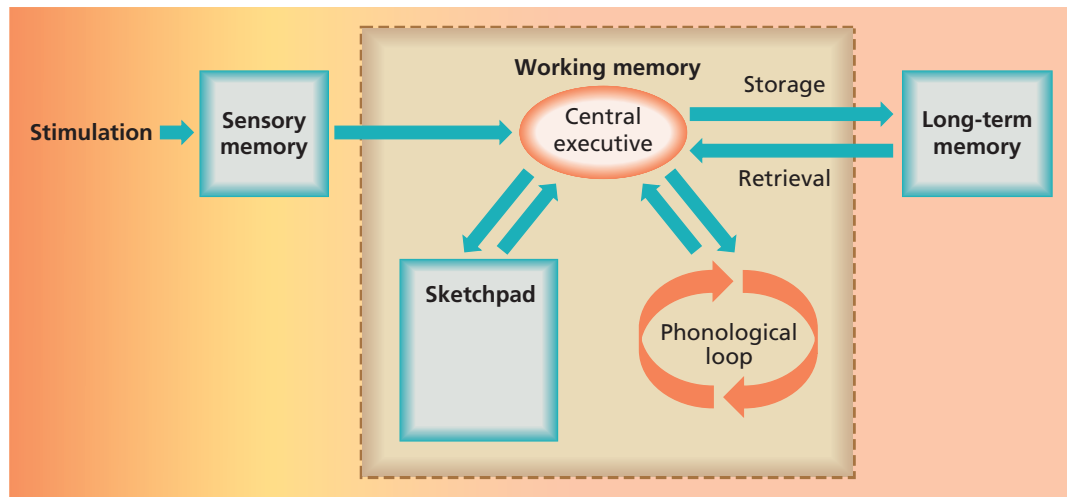 Working memory
Stimulation
Sensory
memory
Central
executive
Storage
Retrieval
Long-term
memory
Sketchpad
Phonological
loop